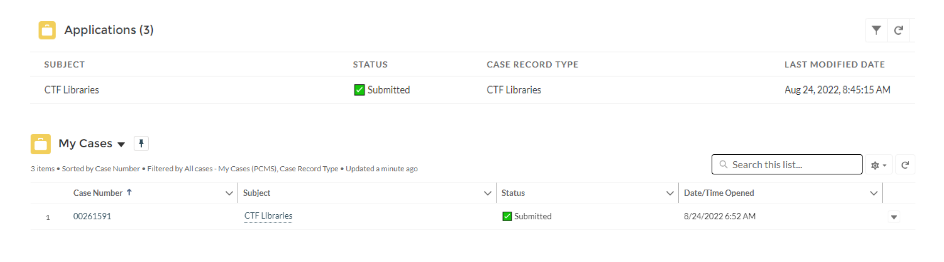 Applications (3)
SUBJECT STATUS CASE RECORD TYPE LAST MODIFIED DATE
CTF Libraries Submitted CTF Libraries Aug 24, 2022, 8:45:15 AM
My Cases
3 items • Sorted by Case Number • Filtered by All cases - My Cases (PCMS), Case Record Type • Updated a minute ago
Search this list...
Case Number ↑ Subject Status Date/Time Opened
1 00261591 CTF Libraries Submitted 8/24/2022 6:52 AM